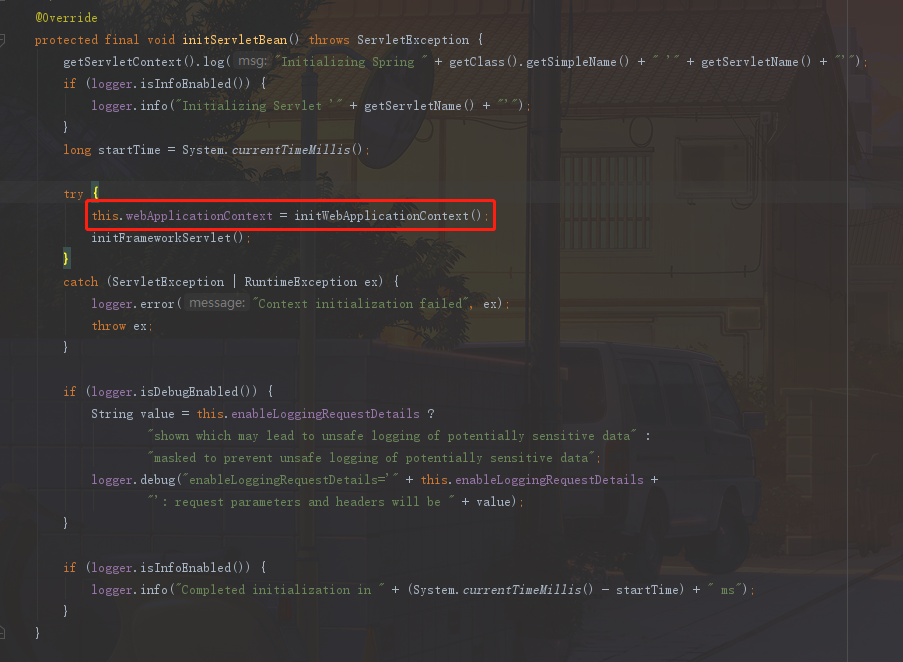 @Override
protected final void initServletBean() throws ServletException {
getServletContext().log( msg: "Initializing Spring " + getClass().getSimpleName() + " '" + getServletName() + "'");
if (logger.isInfoEnabled()) {
logger.info("Initializing Servlet '" + getServletName() + "'");
}
long startTime = System.currentTimeMillis();
try {
this.webApplicationContext = initWebApplicationContext();
initFrameworkServlet();
}
catch (ServletException | RuntimeException ex) {
logger.error( message: "Context initialization failed", ex);
throw ex;
}
if (logger.isDebugEnabled()) {
String value = this.enableLoggingRequestDetails ?
"shown which may lead to unsafe logging of potentially sensitive data" :
"masked to prevent unsafe logging of potentially sensitive data";
logger.debug("enableLoggingRequestDetails='" + this.enableLoggingRequestDetails +
"': request parameters and headers will be " + value);
}
if (logger.isInfoEnabled()) {
logger.info("Completed initialization in " + (System.currentTimeMillis() - startTime) + " ms");
}
}